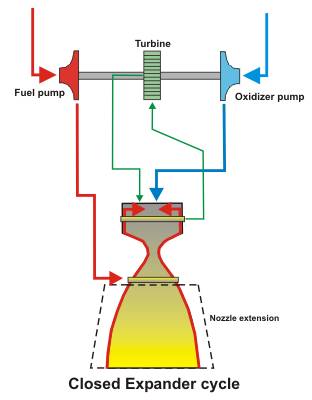 Turbine
Fuel pump
Oxidizer pump
Nozzle extension
Closed Expander cycle